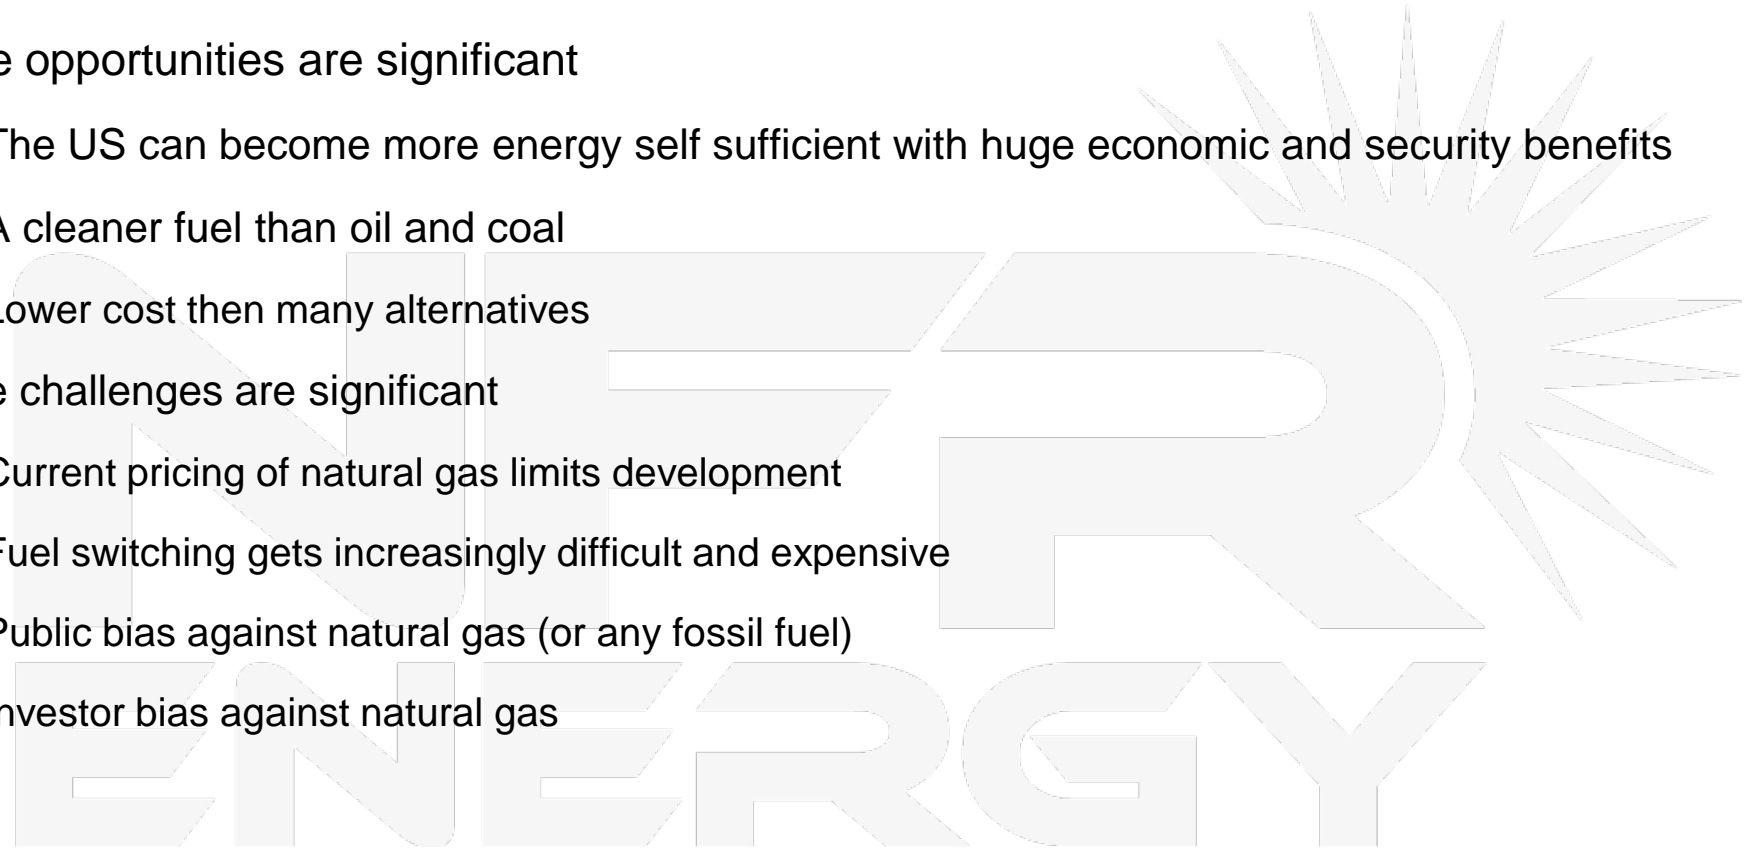 e opportunities are significant
The US can become more energy self sufficient with huge economic and security benefits
A cleaner fuel than oil and coal
Lower cost then many alternatives
e challenges are significant
Current pricing of natural gas limits development
Fuel switching gets increasingly difficult and expensive
Public bias against natural gas (or any fossil fuel)
nvestor bias against natural gas
NFR
ENERGY